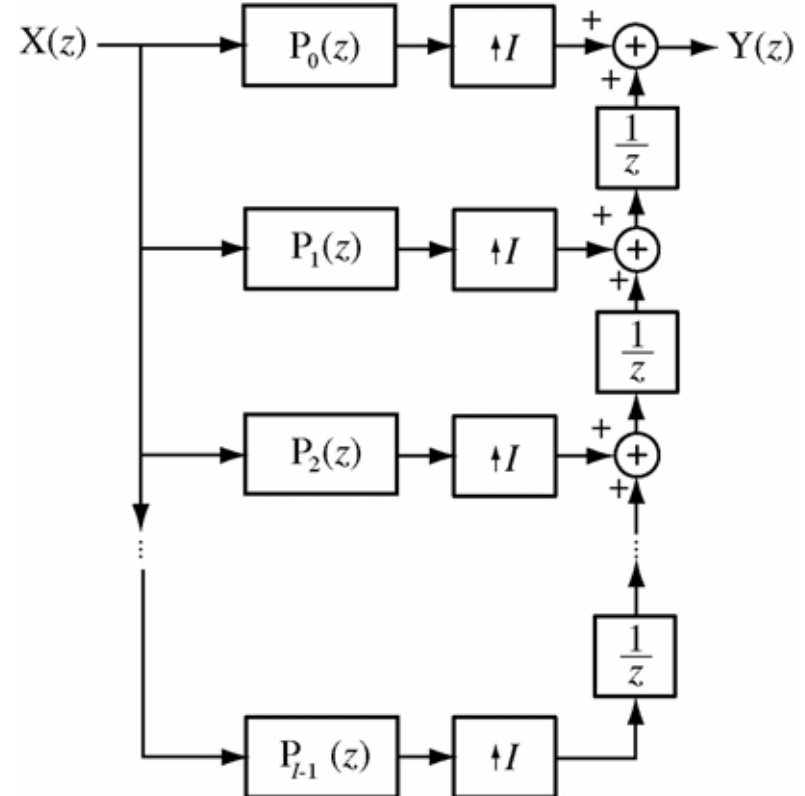 X(z) P₀(z) ↑I + + Y(z)
+
1/z
P₁(z) ↑I + +
+
1/z
P₂(z) ↑I + +
+
⋮ ⋮
1/z
P_{I-1} (z) ↑I